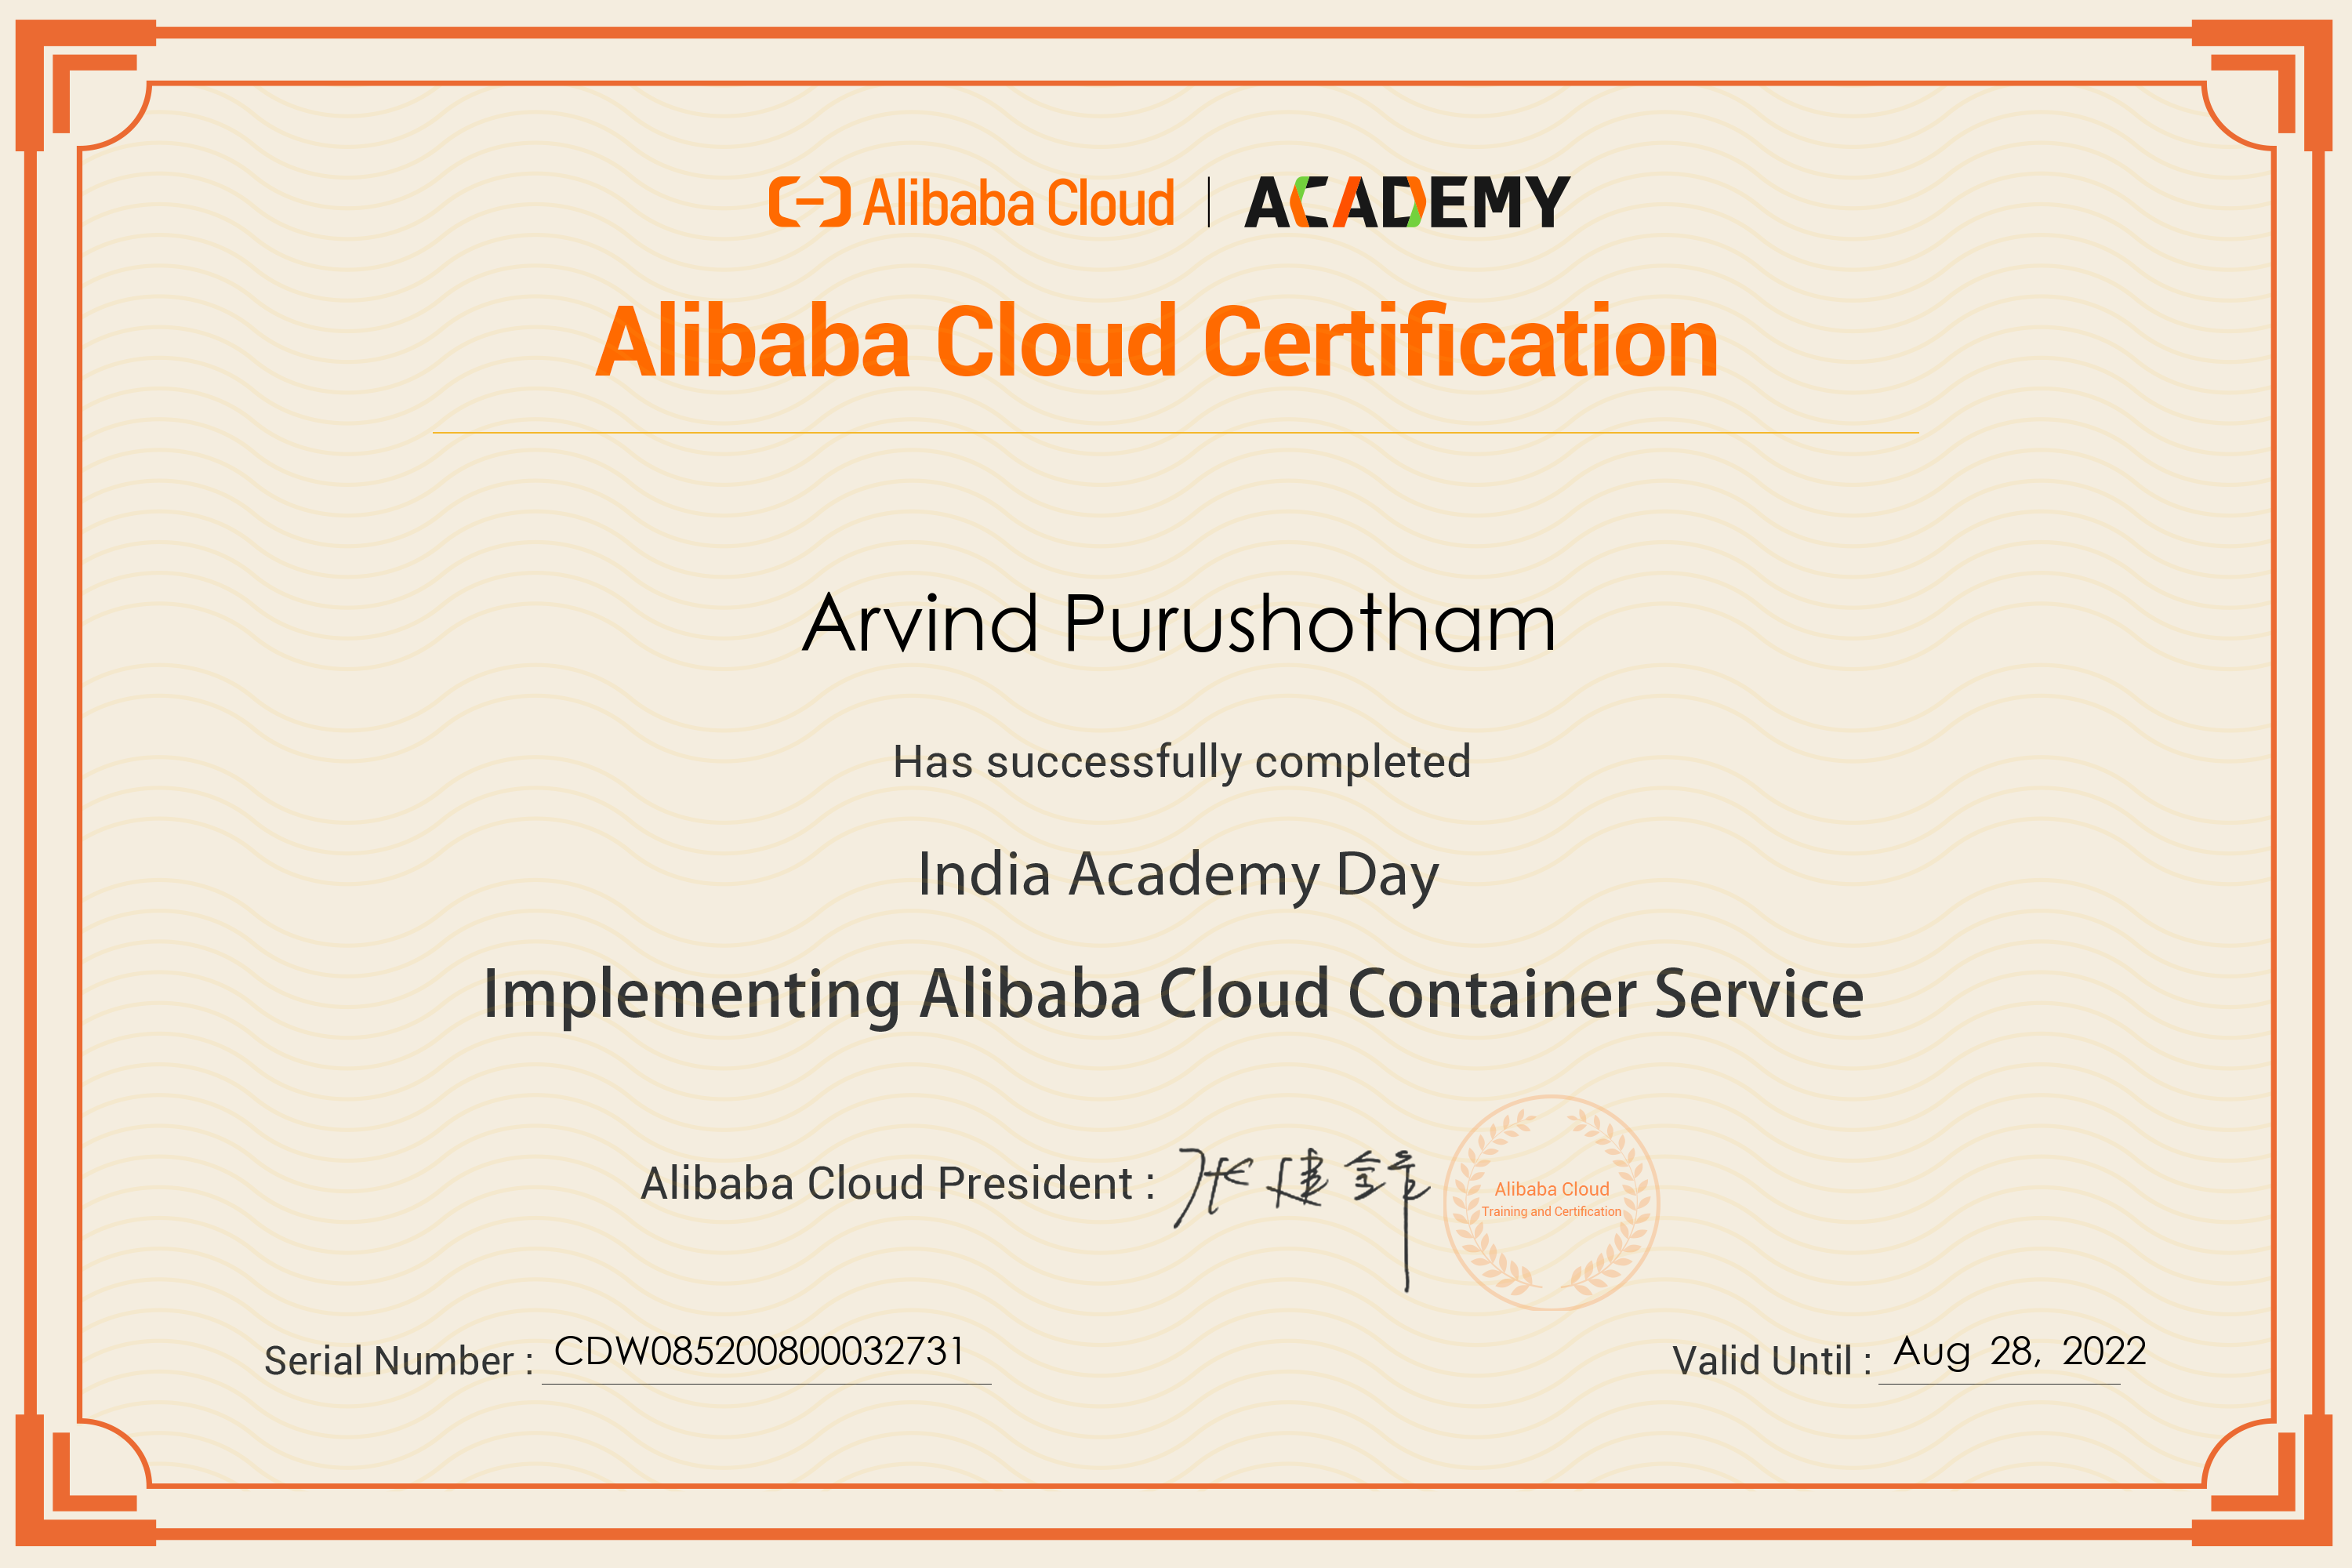 Alibaba Cloud | ACADEMY
Alibaba Cloud Certification
Arvind Purushotham
Has successfully completed
India Academy Day
Implementing Alibaba Cloud Container Service
Alibaba Cloud President : 张建锋
Alibaba Cloud
Training and Certification
Serial Number : CDW085200800032731
Valid Until : Aug 28, 2022